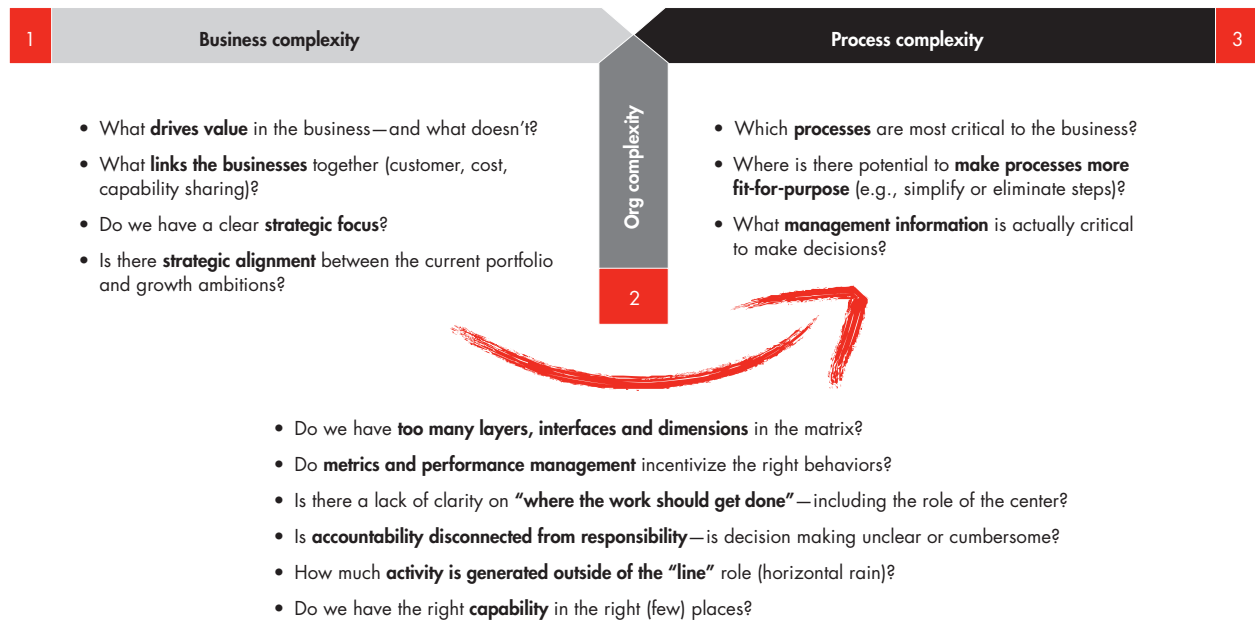 1
Business complexity
• What drives value in the business—and what doesn’t?
• What links the businesses together (customer, cost,
capability sharing)?
• Do we have a clear strategic focus?
• Is there strategic alignment between the current portfolio
and growth ambitions?
Org complexity
2
Process complexity
3
• Which processes are most critical to the business?
• Where is there potential to make processes more
fit-for-purpose (e.g., simplify or eliminate steps)?
• What management information is actually critical
to make decisions?
• Do we have too many layers, interfaces and dimensions in the matrix?
• Do metrics and performance management incentivize the right behaviors?
• Is there a lack of clarity on “where the work should get done”—including the role of the center?
• Is accountability disconnected from responsibility—is decision making unclear or cumbersome?
• How much activity is generated outside of the “line” role (horizontal rain)?
• Do we have the right capability in the right (few) places?